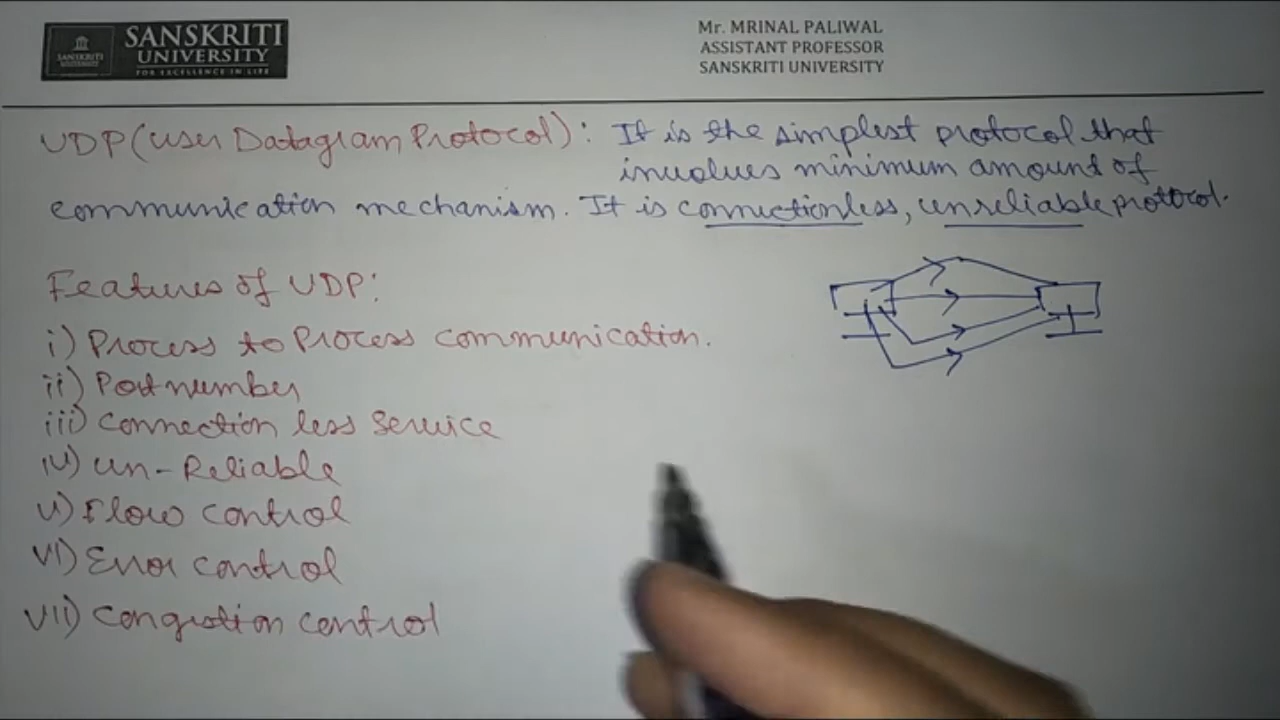 SANSKRITI
UNIVERSITY
FOR EXCELLENCE IN LIFE
SANSKRITI
UNIVERSITY
Mr. MRINAL PALIWAL
ASSISTANT PROFESSOR
SANSKRITI UNIVERSITY
UDP (User Datagram Protocol): It is the simplest protocol that
involves minimum amount of
communication mechanism. It is connectionless, unreliable protocol.
Features of UDP:
i) Process to Process communication.
ii) Port number
iii) Connection less Service
iv) Un-Reliable
v) Flow control
vi) Error control
vii) Congestion control